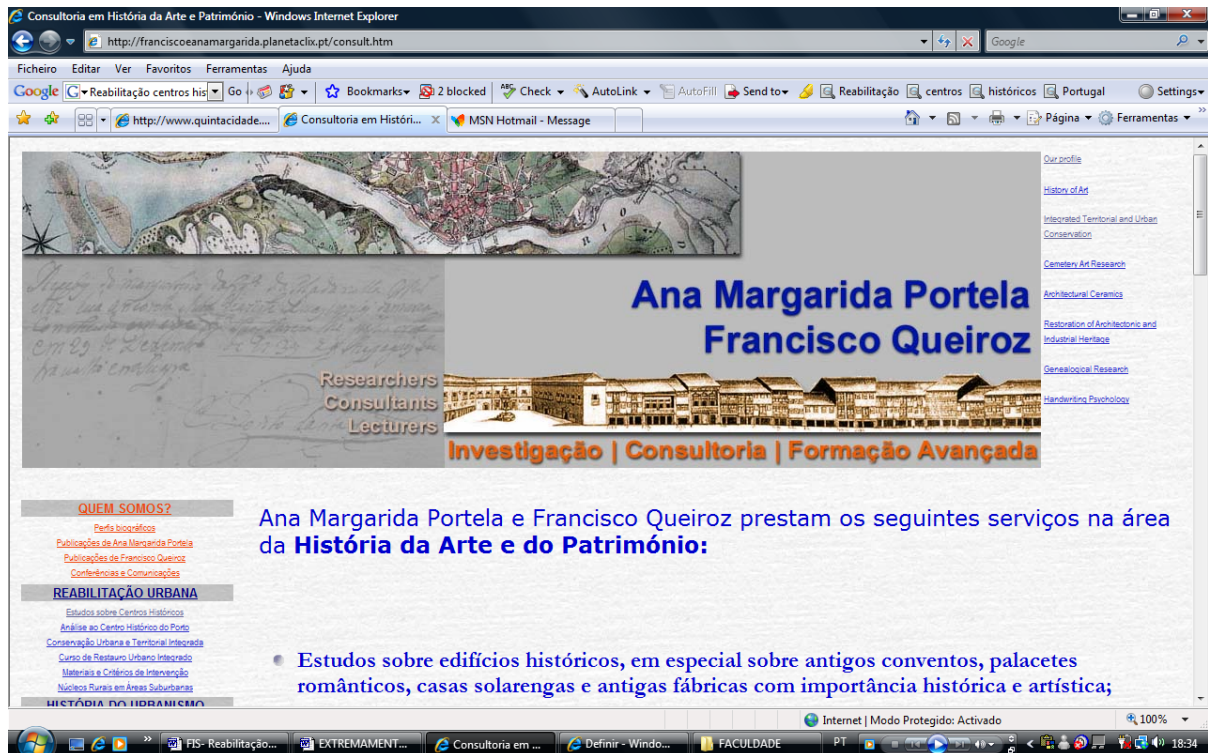 Consultoria em História da Arte e Património - Windows Internet Explorer
http://franciscoeanamargarida.planetaclix.pt/consult.htm
Google
Ficheiro Editar Ver Favoritos Ferramentas Ajuda
Google Reabilitação centros his Go Bookmarks 2 blocked Check AutoLink AutoFill Send to Reabilitação centros históricos Portugal Settings
http://www.quintacidade.... Consultoria em Históri... MSN Hotmail - Message Página Ferramentas
Our profile
History of Art
Integrated Territorial and Urban
Conservation
Cemetery Art Research
Architectural Ceramics
Restoration of Architectonic and
Industrial Heritage
Genealogical Research
Handwriting Psychology
Ana Margarida Portela
Francisco Queiroz
Researchers
Consultants
Lecturers
Investigação | Consultoria | Formação Avançada
QUEM SOMOS?
Perfis biográficos
Publicações de Ana Margarida Portela
Publicações de Francisco Queiroz
Conferências e Comunicações
REABILITAÇÃO URBANA
Estudos sobre Centros Históricos
Análise ao Centro Histórico do Porto
Conservação Urbana e Territorial Integrada
Curso de Restauro Urbano Integrado
Materiais e Critérios de Intervenção
Núcleos Rurais em Áreas Suburbanas
HISTÓRIA DO URBANISMO
Ana Margarida Portela e Francisco Queiroz prestam os seguintes serviços na área
da História da Arte e do Património:
Estudos sobre edifícios históricos, em especial sobre antigos conventos, palacetes
românticos, casas solarengas e antigas fábricas com importância histórica e artística;
Internet | Modo Protegido: Activado 100%
FIS- Reabilitação... EXTREMAMENT... Consultoria em ... Definir - Windo... FACULDADE PT 18:34